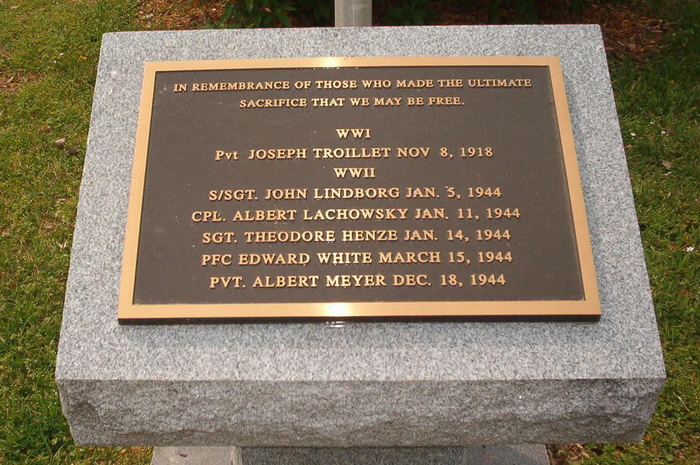 IN REMEMBRANCE OF THOSE WHO MADE THE ULTIMATE
SACRIFICE THAT WE MAY BE FREE.
WWI
Pvt JOSEPH TROILLET NOV 8, 1918
WWII
S/SGT. JOHN LINDBORG JAN. 5, 1944
CPL. ALBERT LACHOWSKY JAN. 11, 1944
SGT. THEODORE HENZE JAN. 14, 1944
PFC EDWARD WHITE MARCH 15, 1944
PVT. ALBERT MEYER DEC. 18, 1944